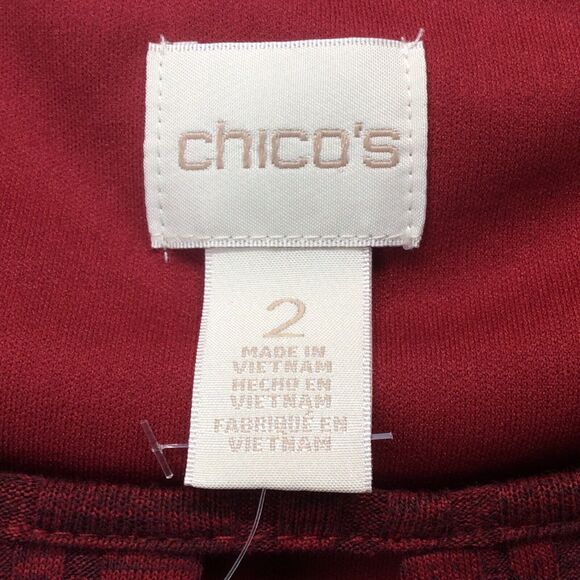 chico's
2
MADE IN
VIETNAM
HECHO EN
VIETNAM
FABRIQUÉ EN
VIETNAM